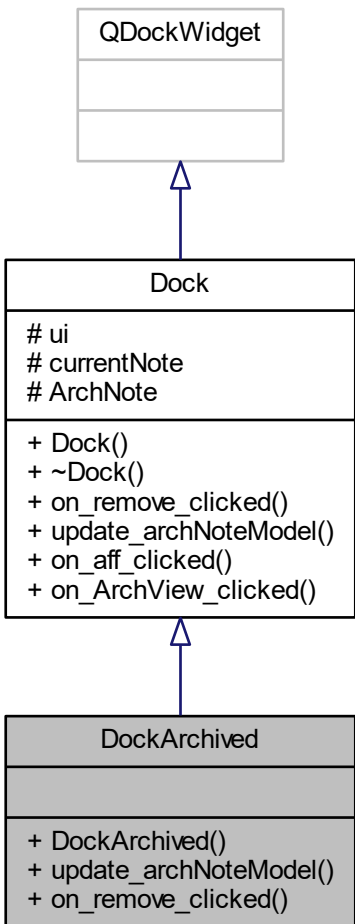 QDockWidget
Dock
# ui
# currentNote
# ArchNote
+ Dock()
+ ~Dock()
+ on_remove_clicked()
+ update_archNoteModel()
+ on_aff_clicked()
+ on_ArchView_clicked()
DockArchived
+ DockArchived()
+ update_archNoteModel()
+ on_remove_clicked()